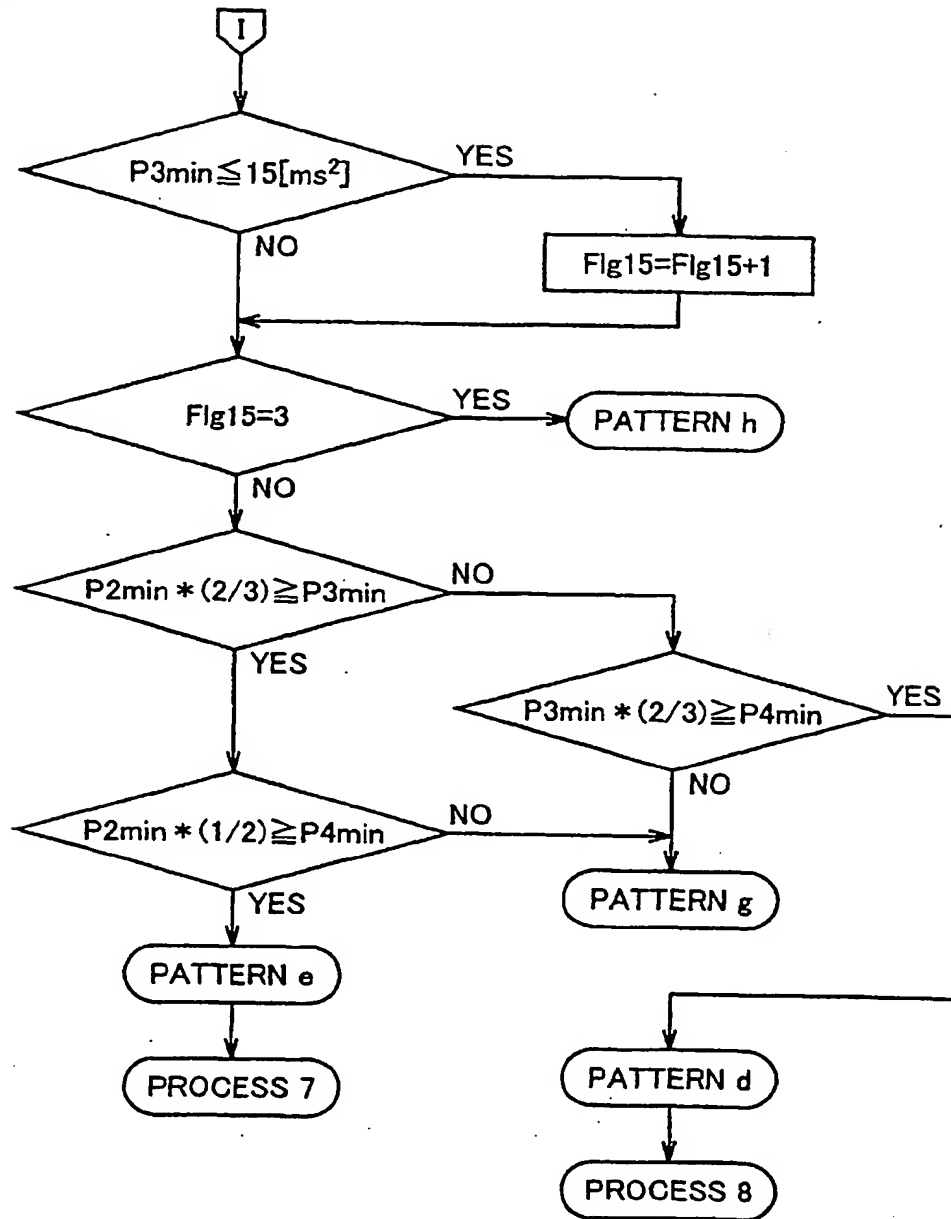 I
P3min≦15[ms²]
YES
NO
Flg15=Flg15+1
Flg15=3
YES
PATTERN h
NO
P2min*(2/3)≧P3min
NO
YES
P3min*(2/3)≧P4min
YES
NO
P2min*(1/2)≧P4min
NO
YES
PATTERN g
PATTERN e
PROCESS 7
PATTERN d
PROCESS 8